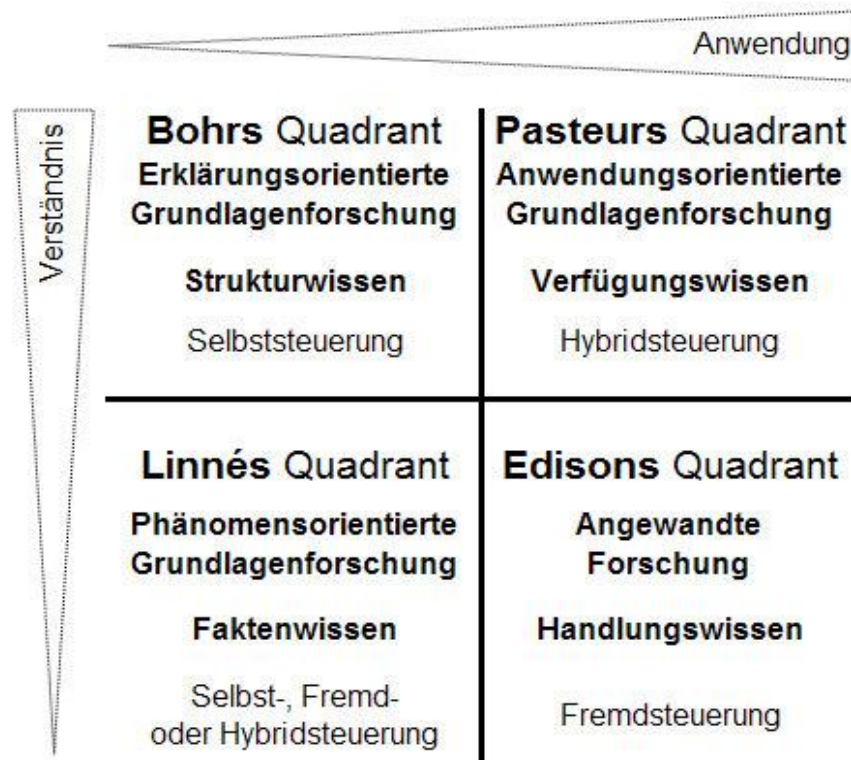 Anwendung
Verständnis
Bohrs Quadrant
Erklärungsorientierte
Grundlagenforschung
Strukturwissen
Selbststeuerung
Pasteurs Quadrant
Anwendungsorientierte
Grundlagenforschung
Verfügungswissen
Hybridsteuerung
Linnés Quadrant
Phänomensorientierte
Grundlagenforschung
Faktenwissen
Selbst-, Fremd-
oder Hybridsteuerung
Edisons Quadrant
Angewandte
Forschung
Handlungswissen
Fremdsteuerung